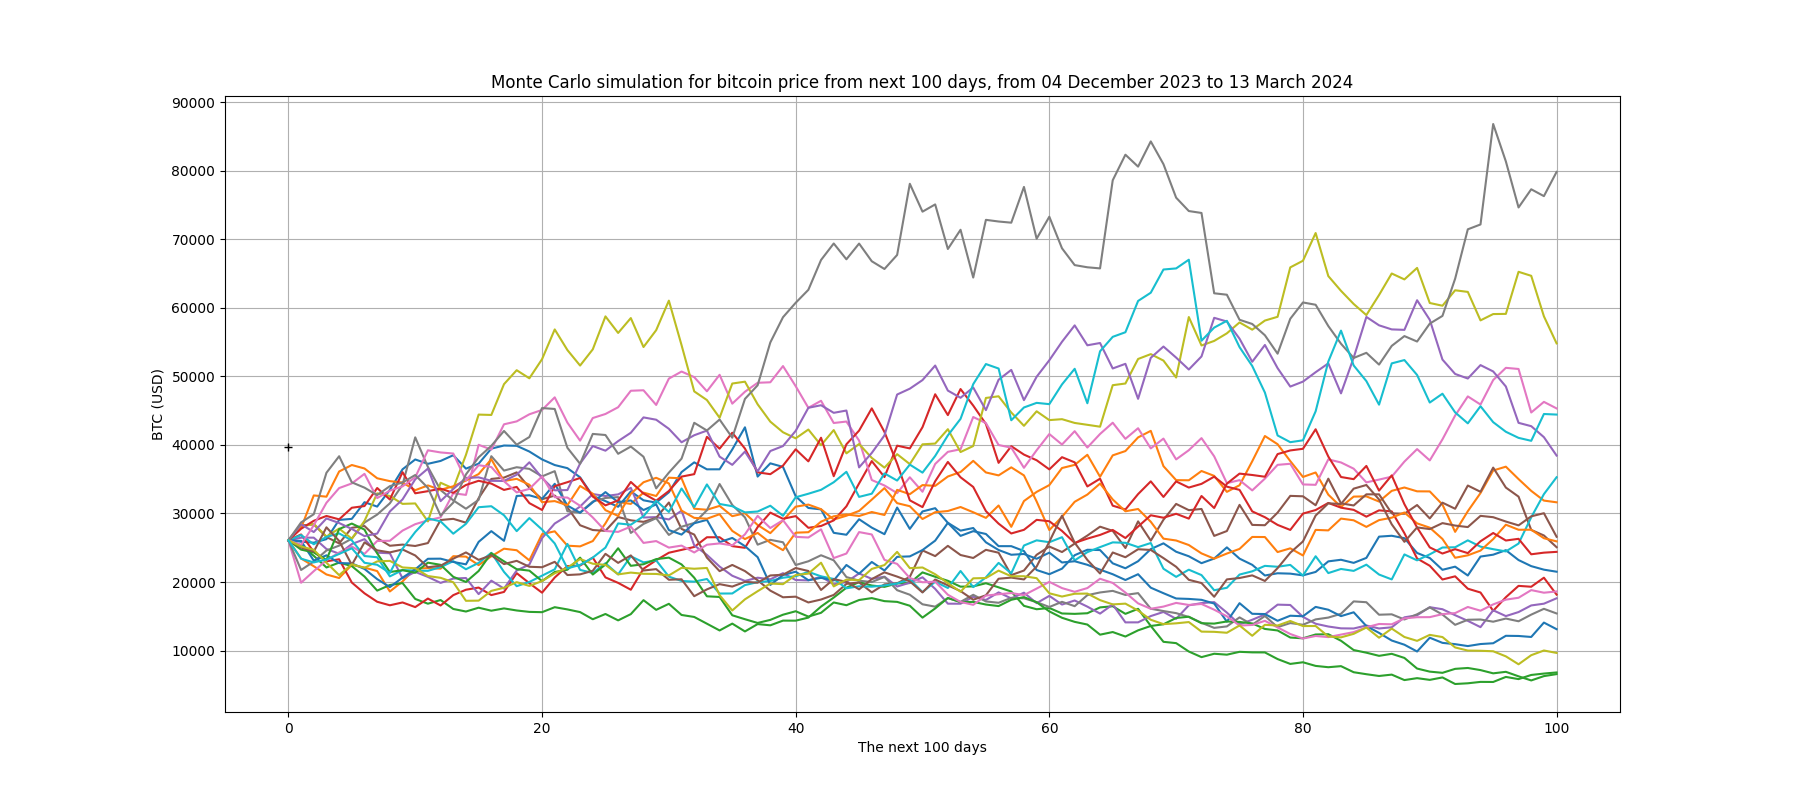 Monte Carlo simulation for bitcoin price from next 100 days, from 04 December 2023 to 13 March 2024
90000
80000
70000
60000
50000
40000
30000
20000
10000
BTC (USD)
0 20 40 60 80 100
The next 100 days